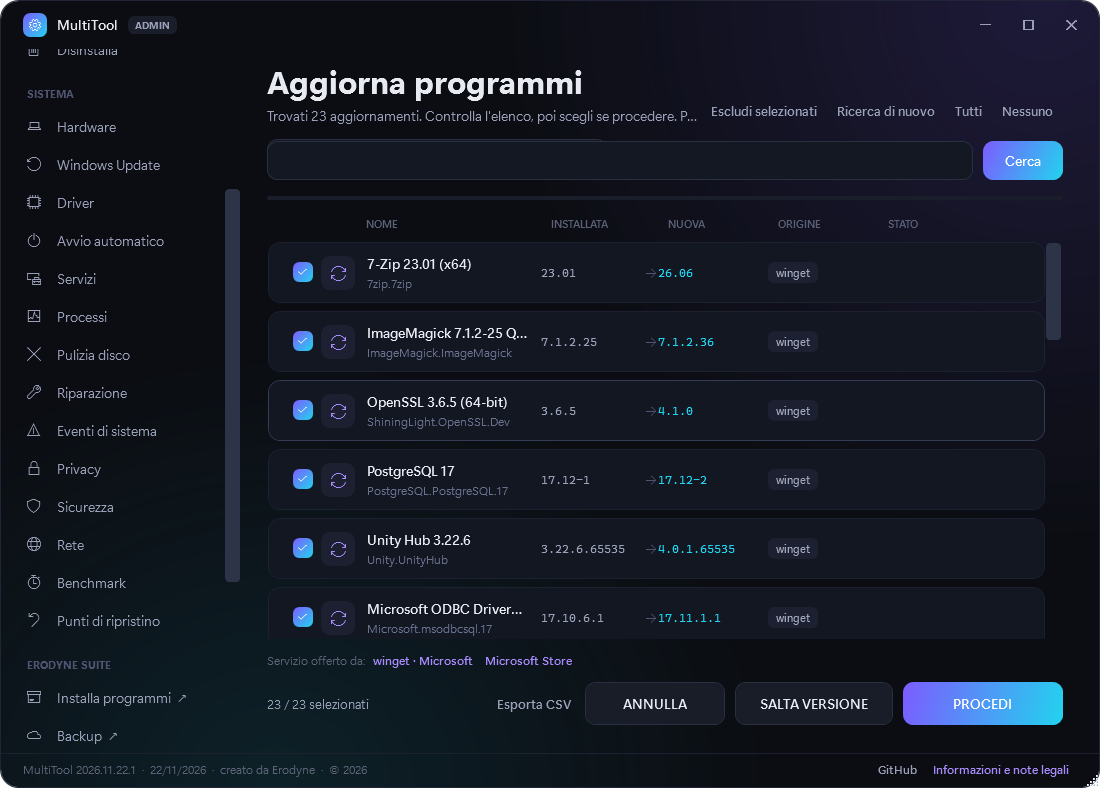 MultiTool ADMIN
Disinstalla
SISTEMA
Hardware
Windows Update
Driver
Avvio automatico
Servizi
Processi
Pulizia disco
Riparazione
Eventi di sistema
Privacy
Sicurezza
Rete
Benchmark
Punti di ripristino
ERODYNE SUITE
Installa programmi ↗
Backup ↗
Aggiorna programmi
Trovati 23 aggiornamenti. Controlla l'elenco, poi scegli se procedere. P...
Escludi selezionati Ricerca di nuovo Tutti Nessuno
Cerca
NOME INSTALLATA NUOVA ORIGINE STATO
7-Zip 23.01 (x64) 23.01 →26.06 winget
7zip.7zip
ImageMagick 7.1.2-25 Q... 7.1.2.25 →7.1.2.36 winget
ImageMagick.ImageMagick
OpenSSL 3.6.5 (64-bit) 3.6.5 →4.1.0 winget
ShiningLight.OpenSSL.Dev
PostgreSQL 17 17.12-1 →17.12-2 winget
PostgreSQL.PostgreSQL.17
Unity Hub 3.22.6 3.22.6.65535 →4.0.1.65535 winget
Unity.UnityHub
Microsoft ODBC Driver... 17.10.6.1 →17.11.1.1 winget
Microsoft.msodbcsql.17
Servizio offerto da: winget · Microsoft Microsoft Store
23 / 23 selezionati Esporta CSV ANNULLA SALTA VERSIONE PROCEDI
MultiTool 2026.11.22.1 · 22/11/2026 · creato da Erodyne · © 2026 GitHub Informazioni e note legali